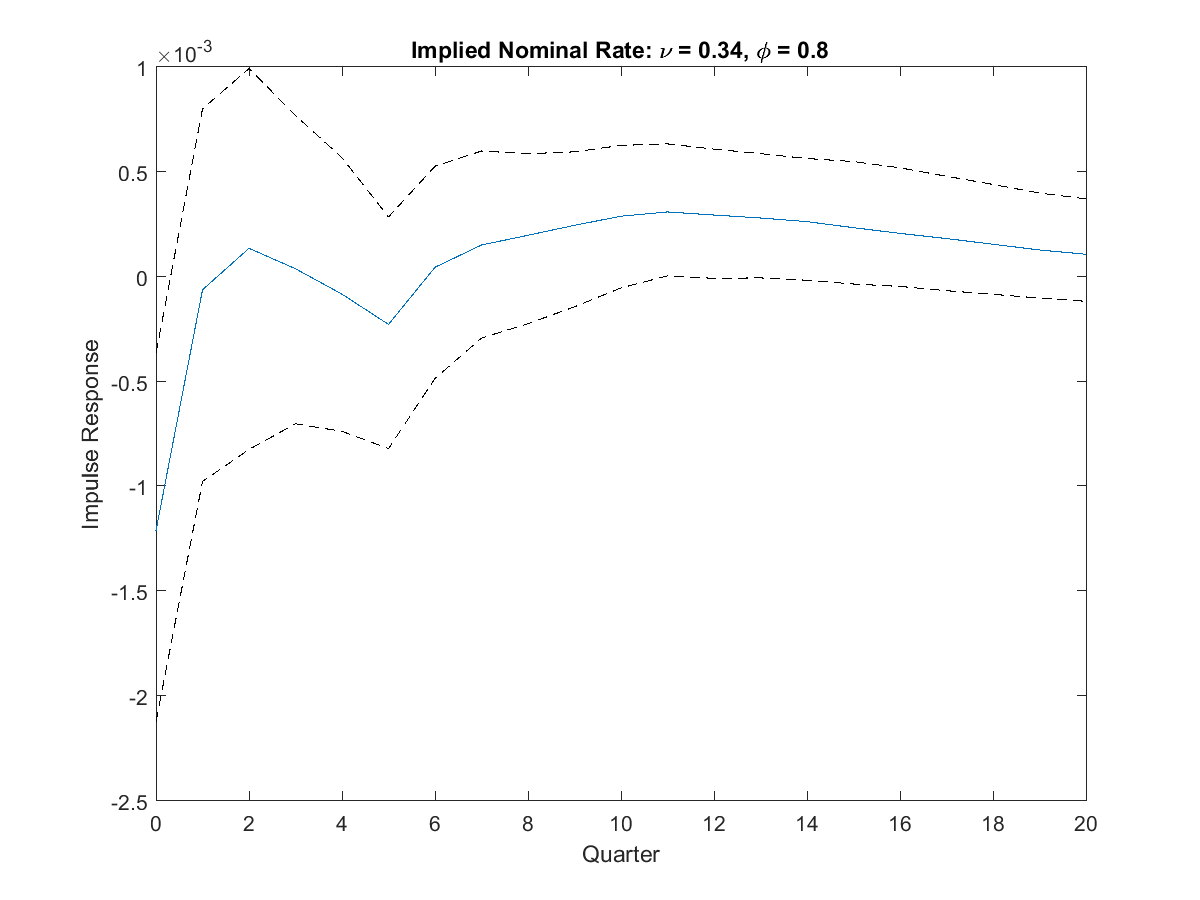 Implied Nominal Rate: ν = 0.34, ϕ = 0.8
×10-3
1
0.5
0
-0.5
-1
-1.5
-2
-2.5
Impulse Response
0 2 4 6 8 10 12 14 16 18 20
Quarter